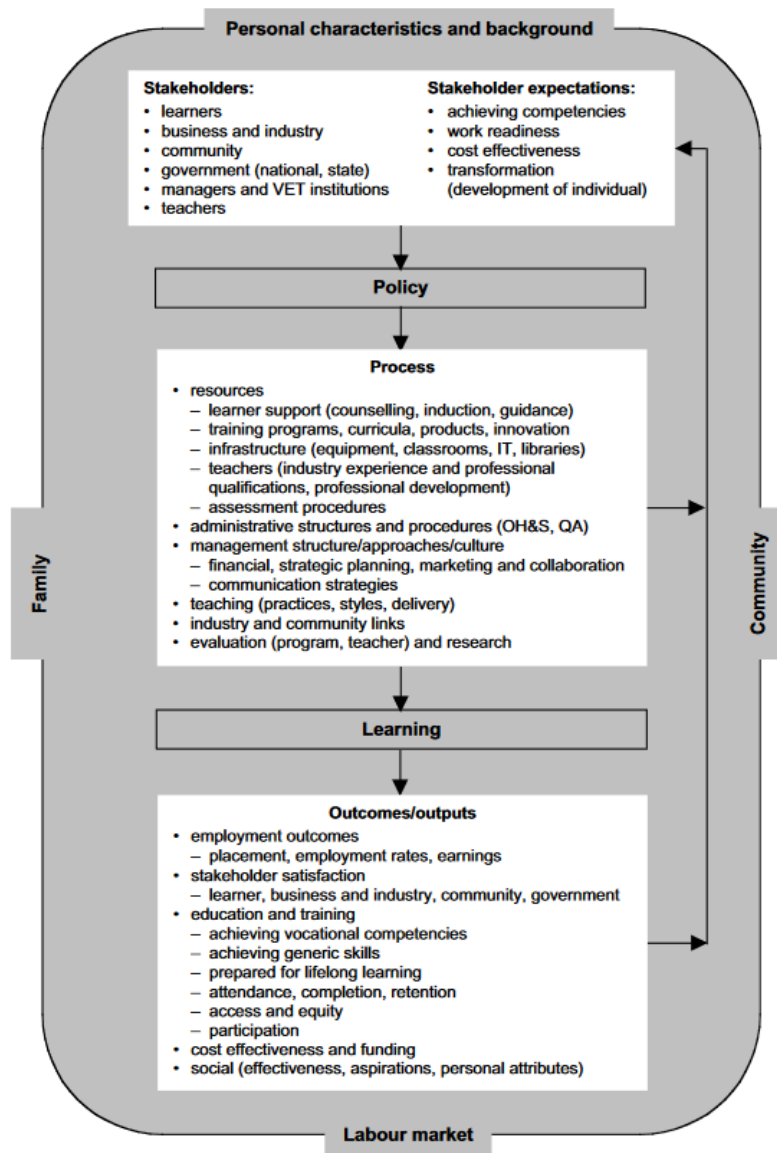 Personal characteristics and background
Stakeholders:
• learners
• business and industry
• community
• government (national, state)
• managers and VET institutions
• teachers
Stakeholder expectations:
• achieving competencies
• work readiness
• cost effectiveness
• transformation
(development of individual)
Policy
Process
• resources
– learner support (counselling, induction, guidance)
– training programs, curricula, products, innovation
– infrastructure (equipment, classrooms, IT, libraries)
– teachers (industry experience and professional
qualifications, professional development)
– assessment procedures
• administrative structures and procedures (OH&S, QA)
• management structure/approaches/culture
– financial, strategic planning, marketing and collaboration
– communication strategies
• teaching (practices, styles, delivery)
• industry and community links
• evaluation (program, teacher) and research
Family
Community
Learning
Outcomes/outputs
• employment outcomes
– placement, employment rates, earnings
• stakeholder satisfaction
– learner, business and industry, community, government
• education and training
– achieving vocational competencies
– achieving generic skills
– prepared for lifelong learning
– attendance, completion, retention
– access and equity
– participation
• cost effectiveness and funding
• social (effectiveness, aspirations, personal attributes)
Labour market